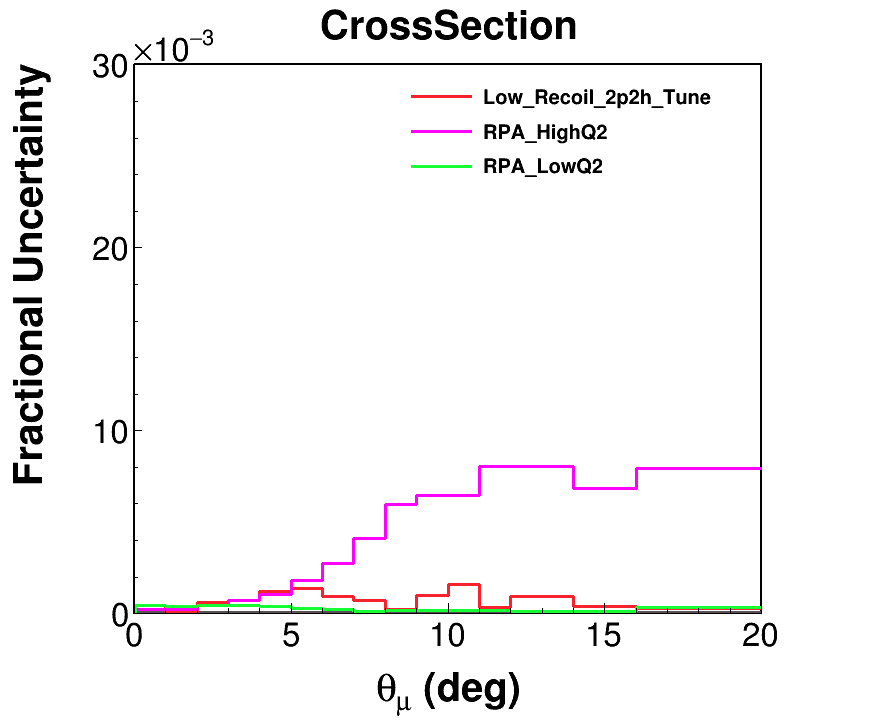 CrossSection
×10⁻³
Fractional Uncertainty
30
20
10
0
Low_Recoil_2p2h_Tune
RPA_HighQ2
RPA_LowQ2
0 5 10 15 20
θμ (deg)